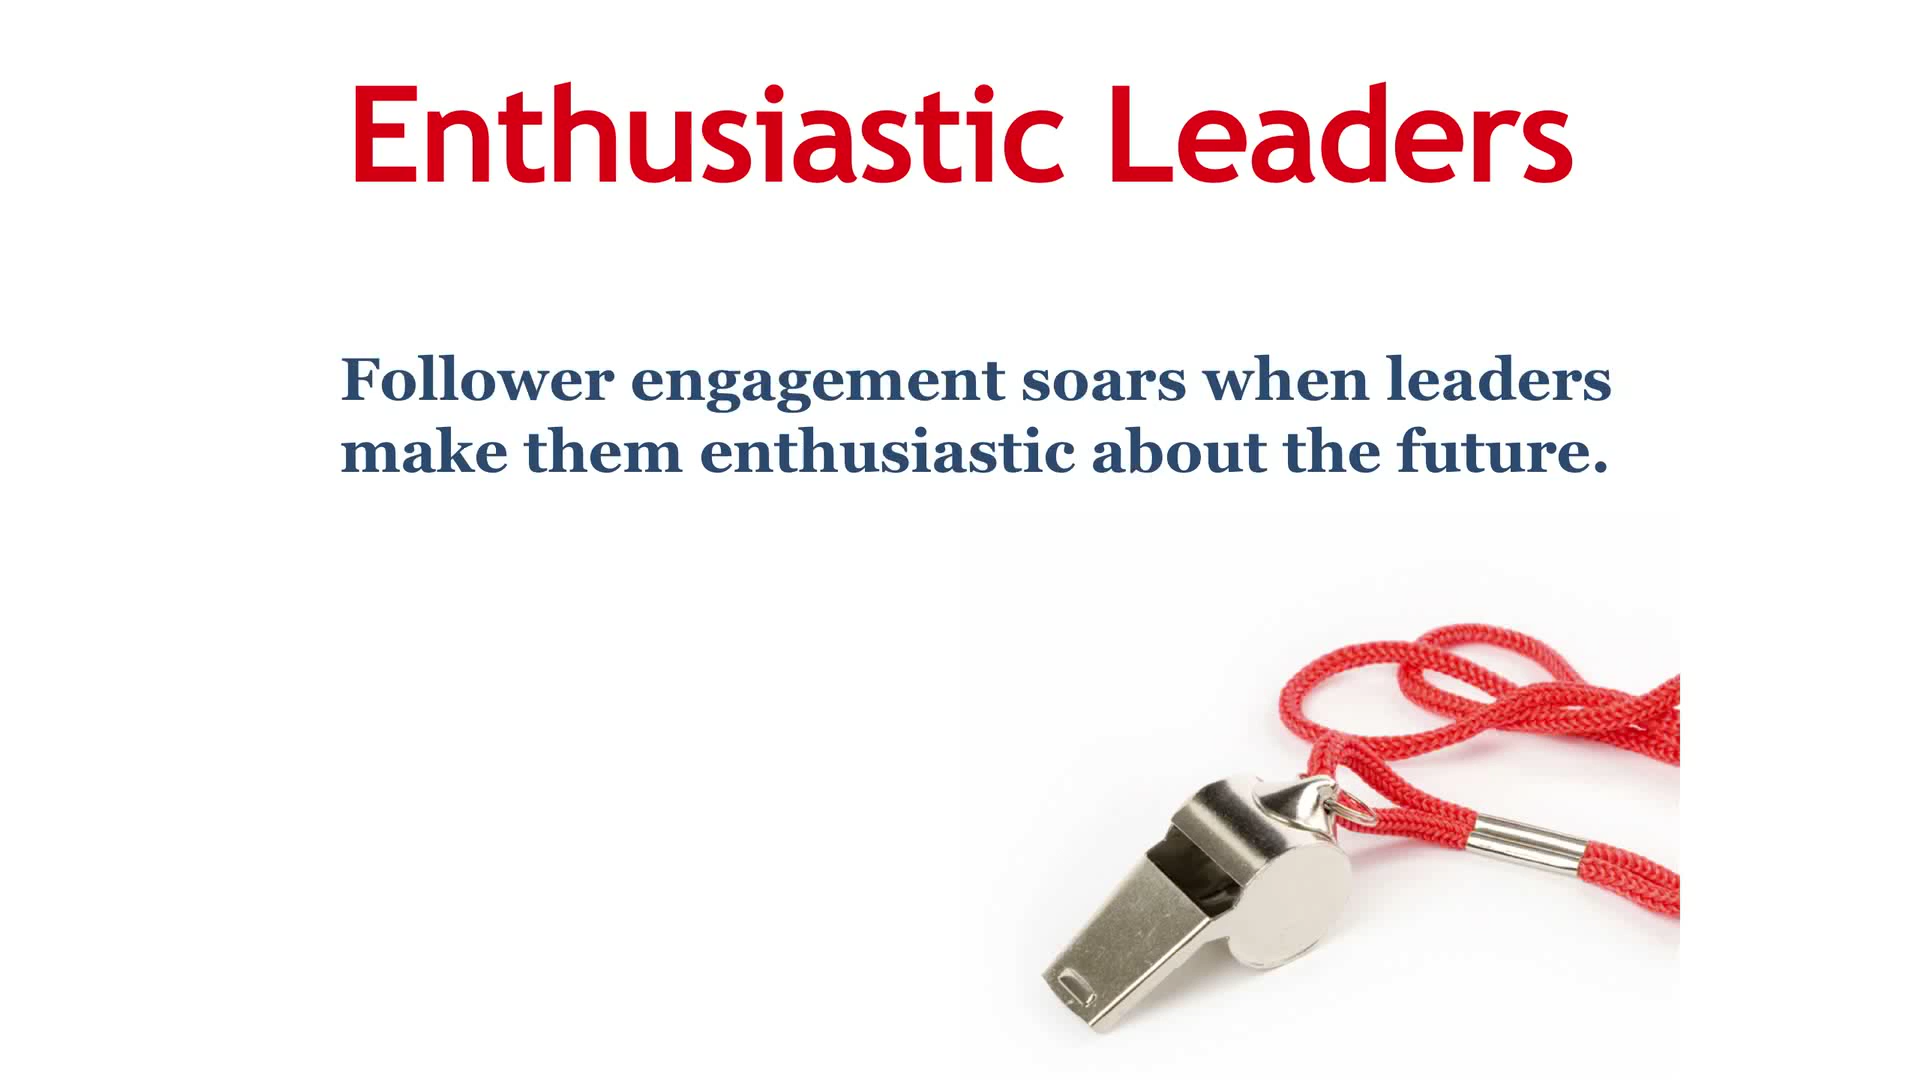 Enthusiastic Leaders
Follower engagement soars when leaders
make them enthusiastic about the future.